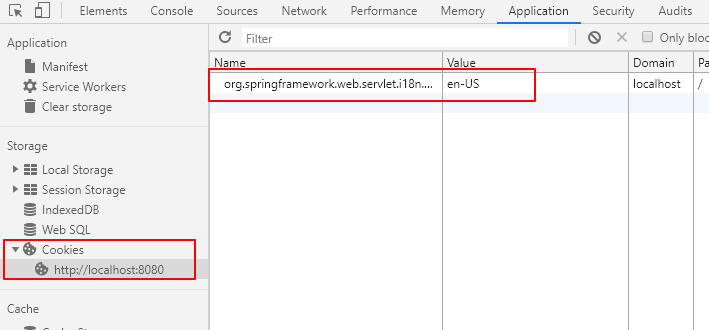 Elements Console Sources Network Performance Memory Application Security Audits
Application
Manifest
Service Workers
Clear storage
Storage
Local Storage
Session Storage
IndexedDB
Web SQL
Cookies
http://localhost:8080
Cache
Filter
Only bloc
Name Value Domain Pa
org.springframework.web.servlet.i18n.... en-US localhost /